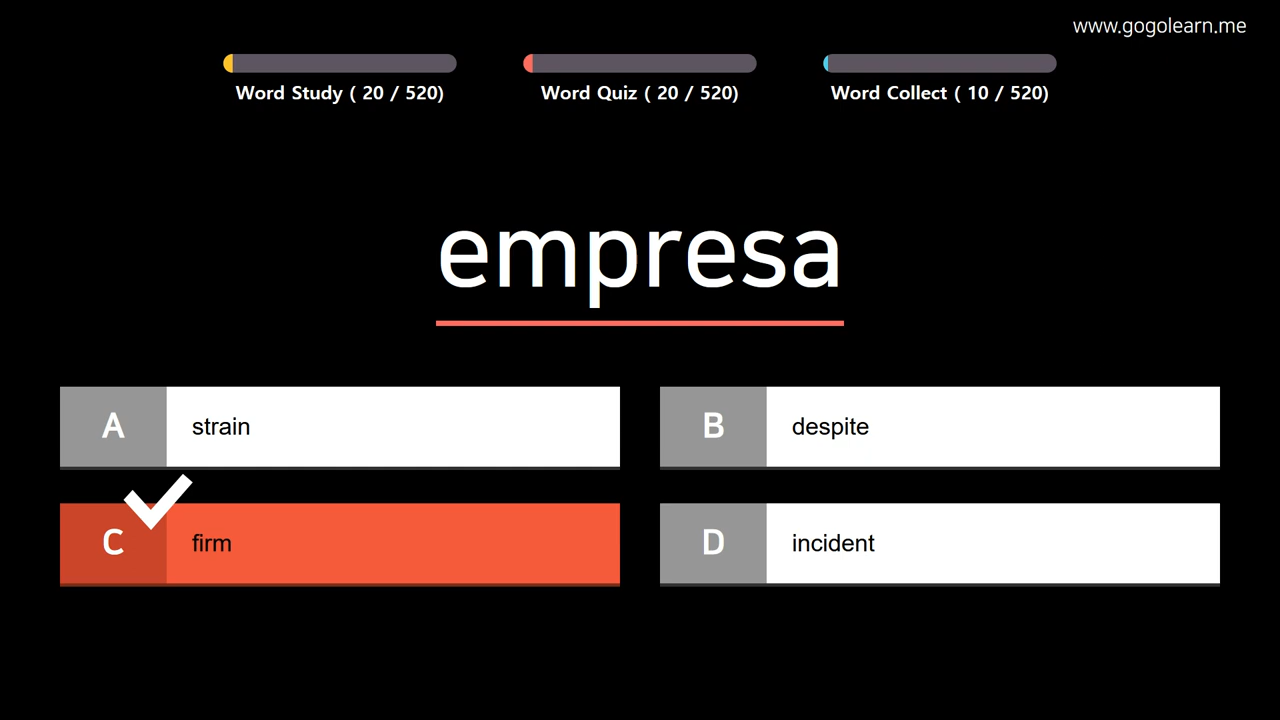 www.gogolearn.me
Word Study ( 20 / 520)
Word Quiz ( 20 / 520)
Word Collect ( 10 / 520)
empresa
A strain
B despite
C firm
D incident